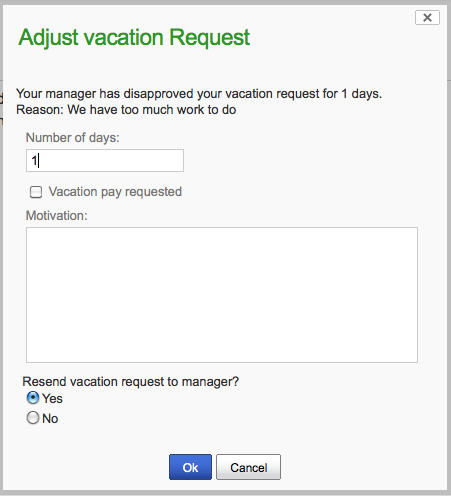 Adjust vacation Request
Your manager has disapproved your vacation request for 1 days.
Reason: We have too much work to do
Number of days:
1
Vacation pay requested
Motivation:
Resend vacation request to manager?
Yes
No
Ok Cancel